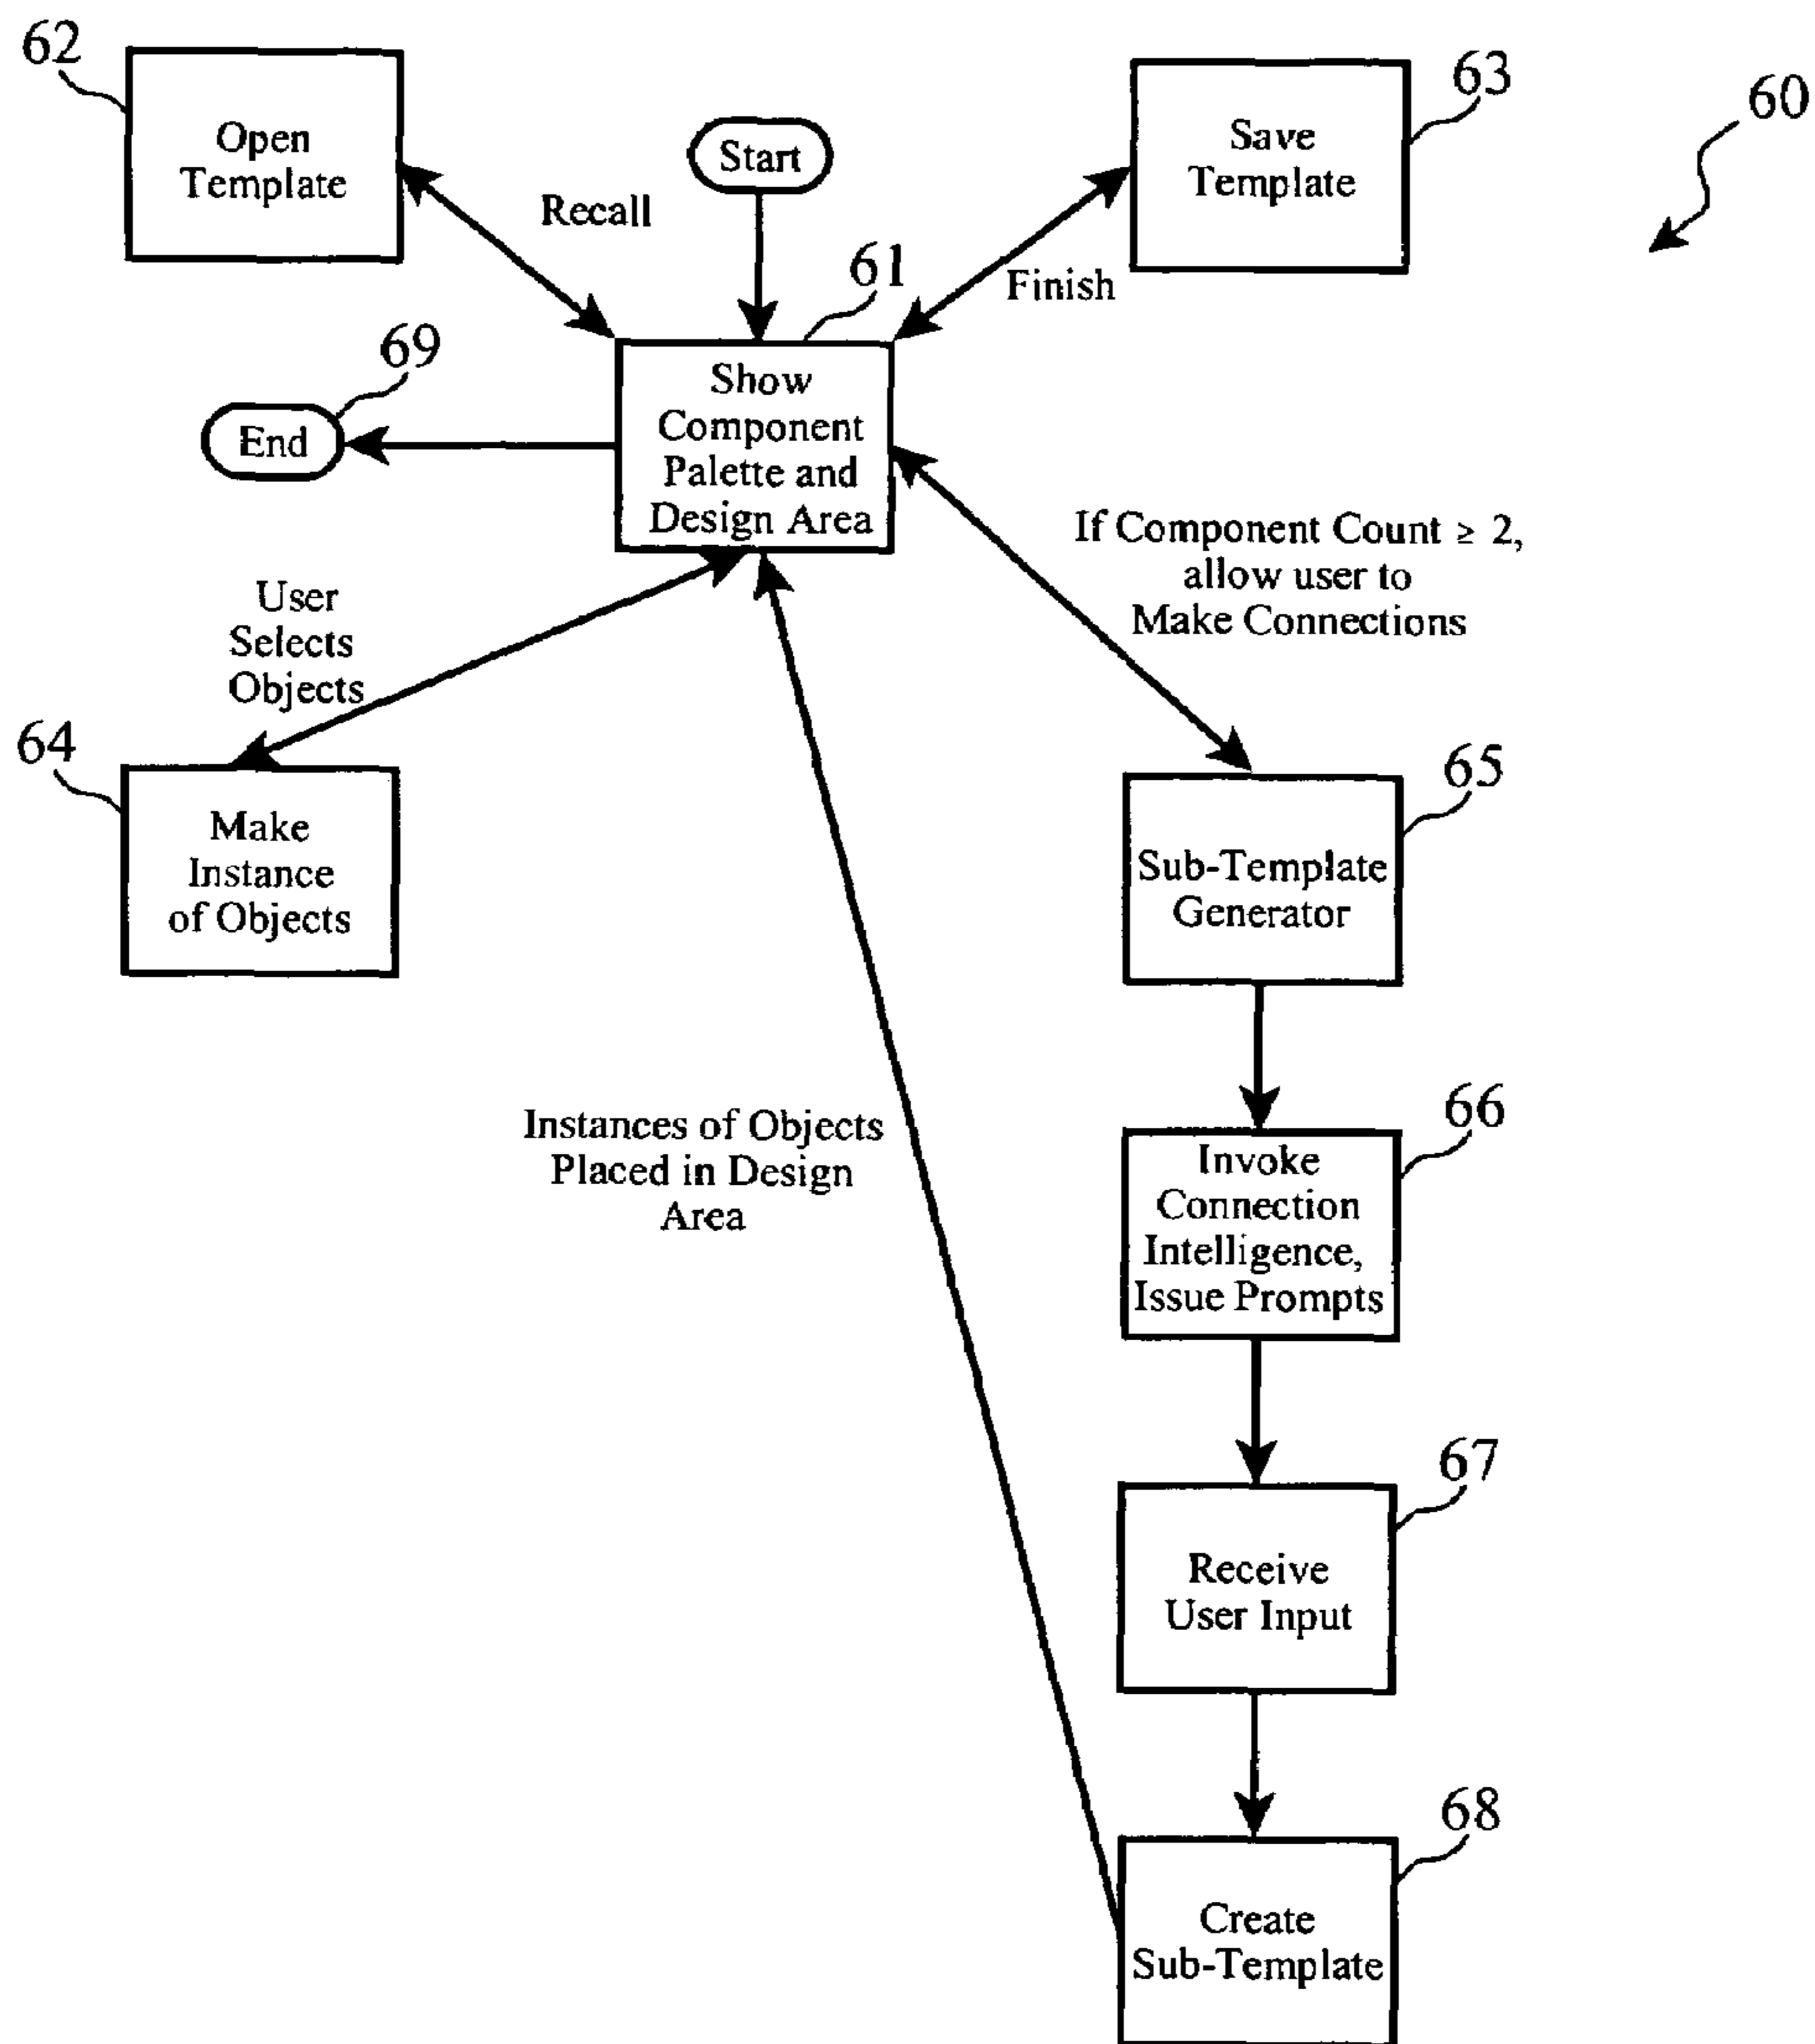 62
Open
Template
Recall
Start
63
Save
Template
60
Finish
61
Show
Component
Palette and
Design Area
69
End
If Component Count ≥ 2,
allow user to
Make Connections
User
Selects
Objects
64
Make
Instance
of Objects
65
Sub-Template
Generator
Instances of Objects
Placed in Design
Area
66
Invoke
Connection
Intelligence,
Issue Prompts
67
Receive
User Input
68
Create
Sub-Template